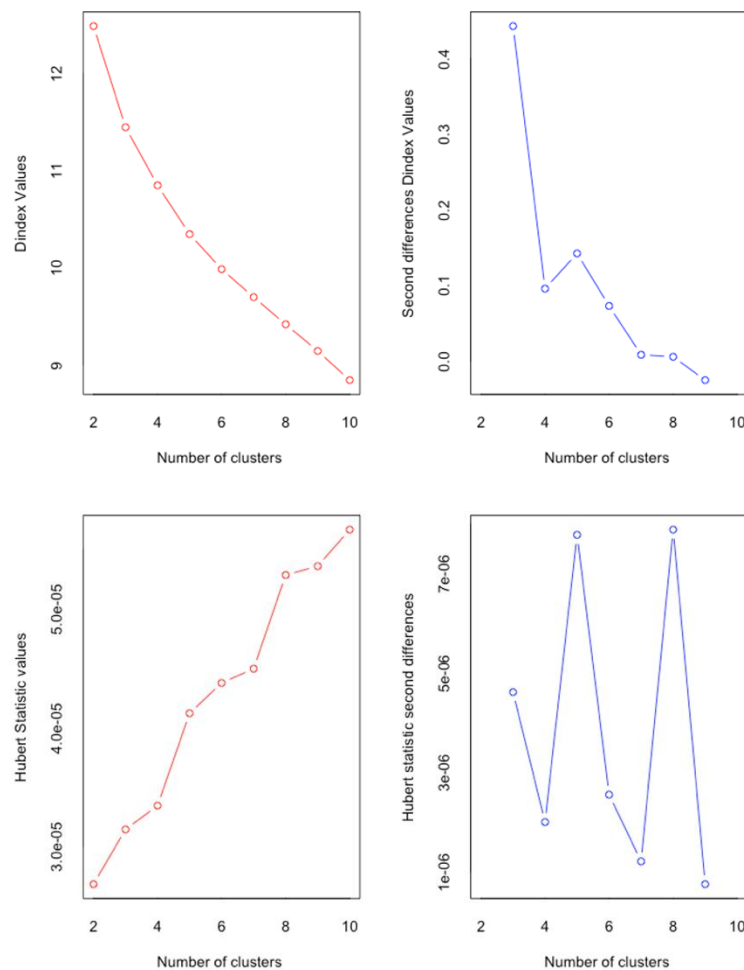 Dindex Values
12
11
10
9
2 4 6 8 10
Number of clusters
Second differences Dindex Values
0.4
0.3
0.2
0.1
0.0
2 4 6 8 10
Number of clusters
Hubert Statistic values
5.0e-05
4.0e-05
3.0e-05
2 4 6 8 10
Number of clusters
Hubert statistic second differences
7e-06
5e-06
3e-06
1e-06
2 4 6 8 10
Number of clusters